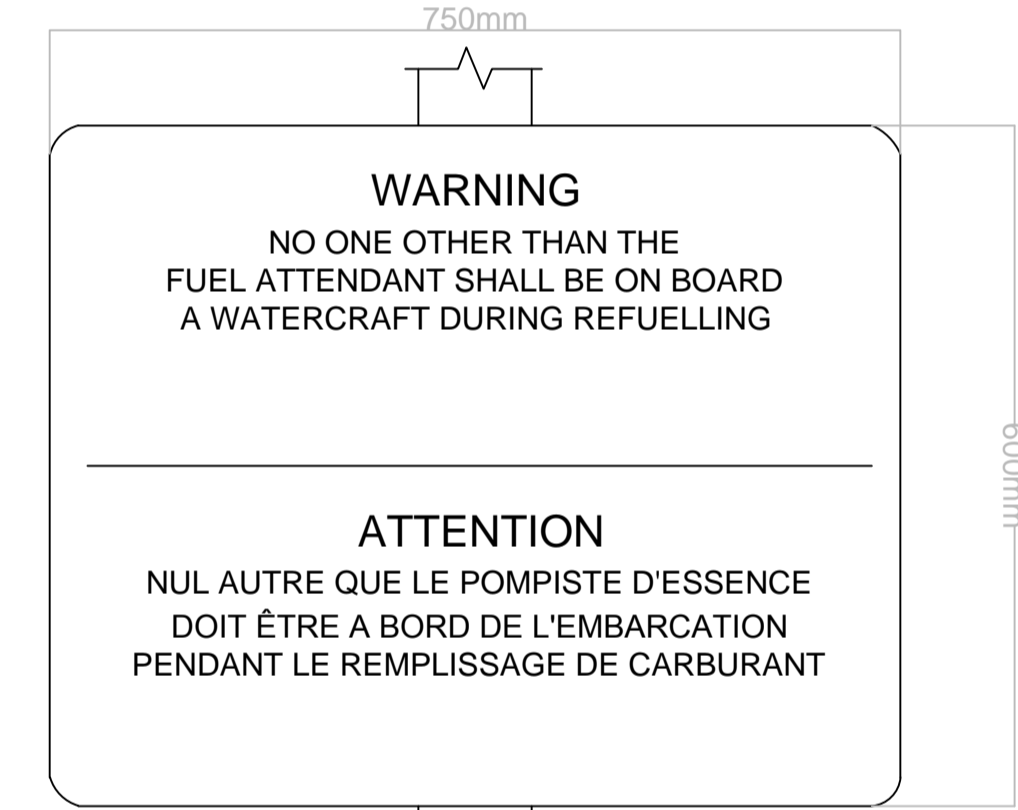 750mm
WARNING
NO ONE OTHER THAN THE
FUEL ATTENDANT SHALL BE ON BOARD
A WATERCRAFT DURING REFUELLING
600mm
ATTENTION
NUL AUTRE QUE LE POMPISTE D'ESSENCE
DOIT ÊTRE A BORD DE L'EMBARCATION
PENDANT LE REMPLISSAGE DE CARBURANT